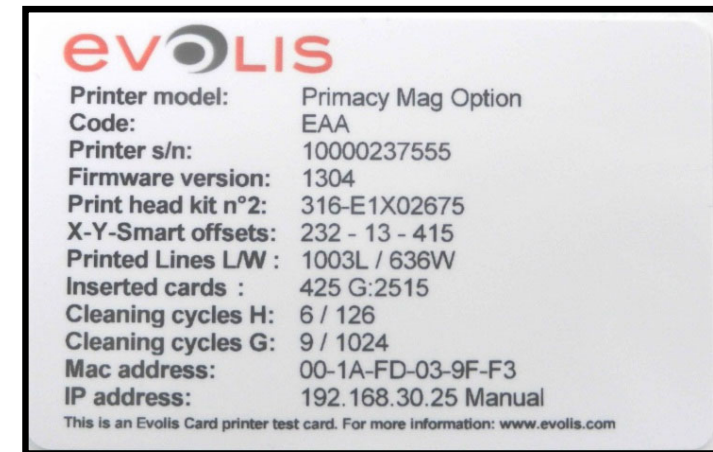 evolis
Printer model: Primacy Mag Option
Code: EAA
Printer s/n: 10000237555
Firmware version: 1304
Print head kit n°2: 316-E1X02675
X-Y-Smart offsets: 232 - 13 - 415
Printed Lines L/W : 1003L / 636W
Inserted cards : 425 G:2515
Cleaning cycles H: 6 / 126
Cleaning cycles G: 9 / 1024
Mac address: 00-1A-FD-03-9F-F3
IP address: 192.168.30.25 Manual
This is an Evolis Card printer test card. For more information: www.evolis.com